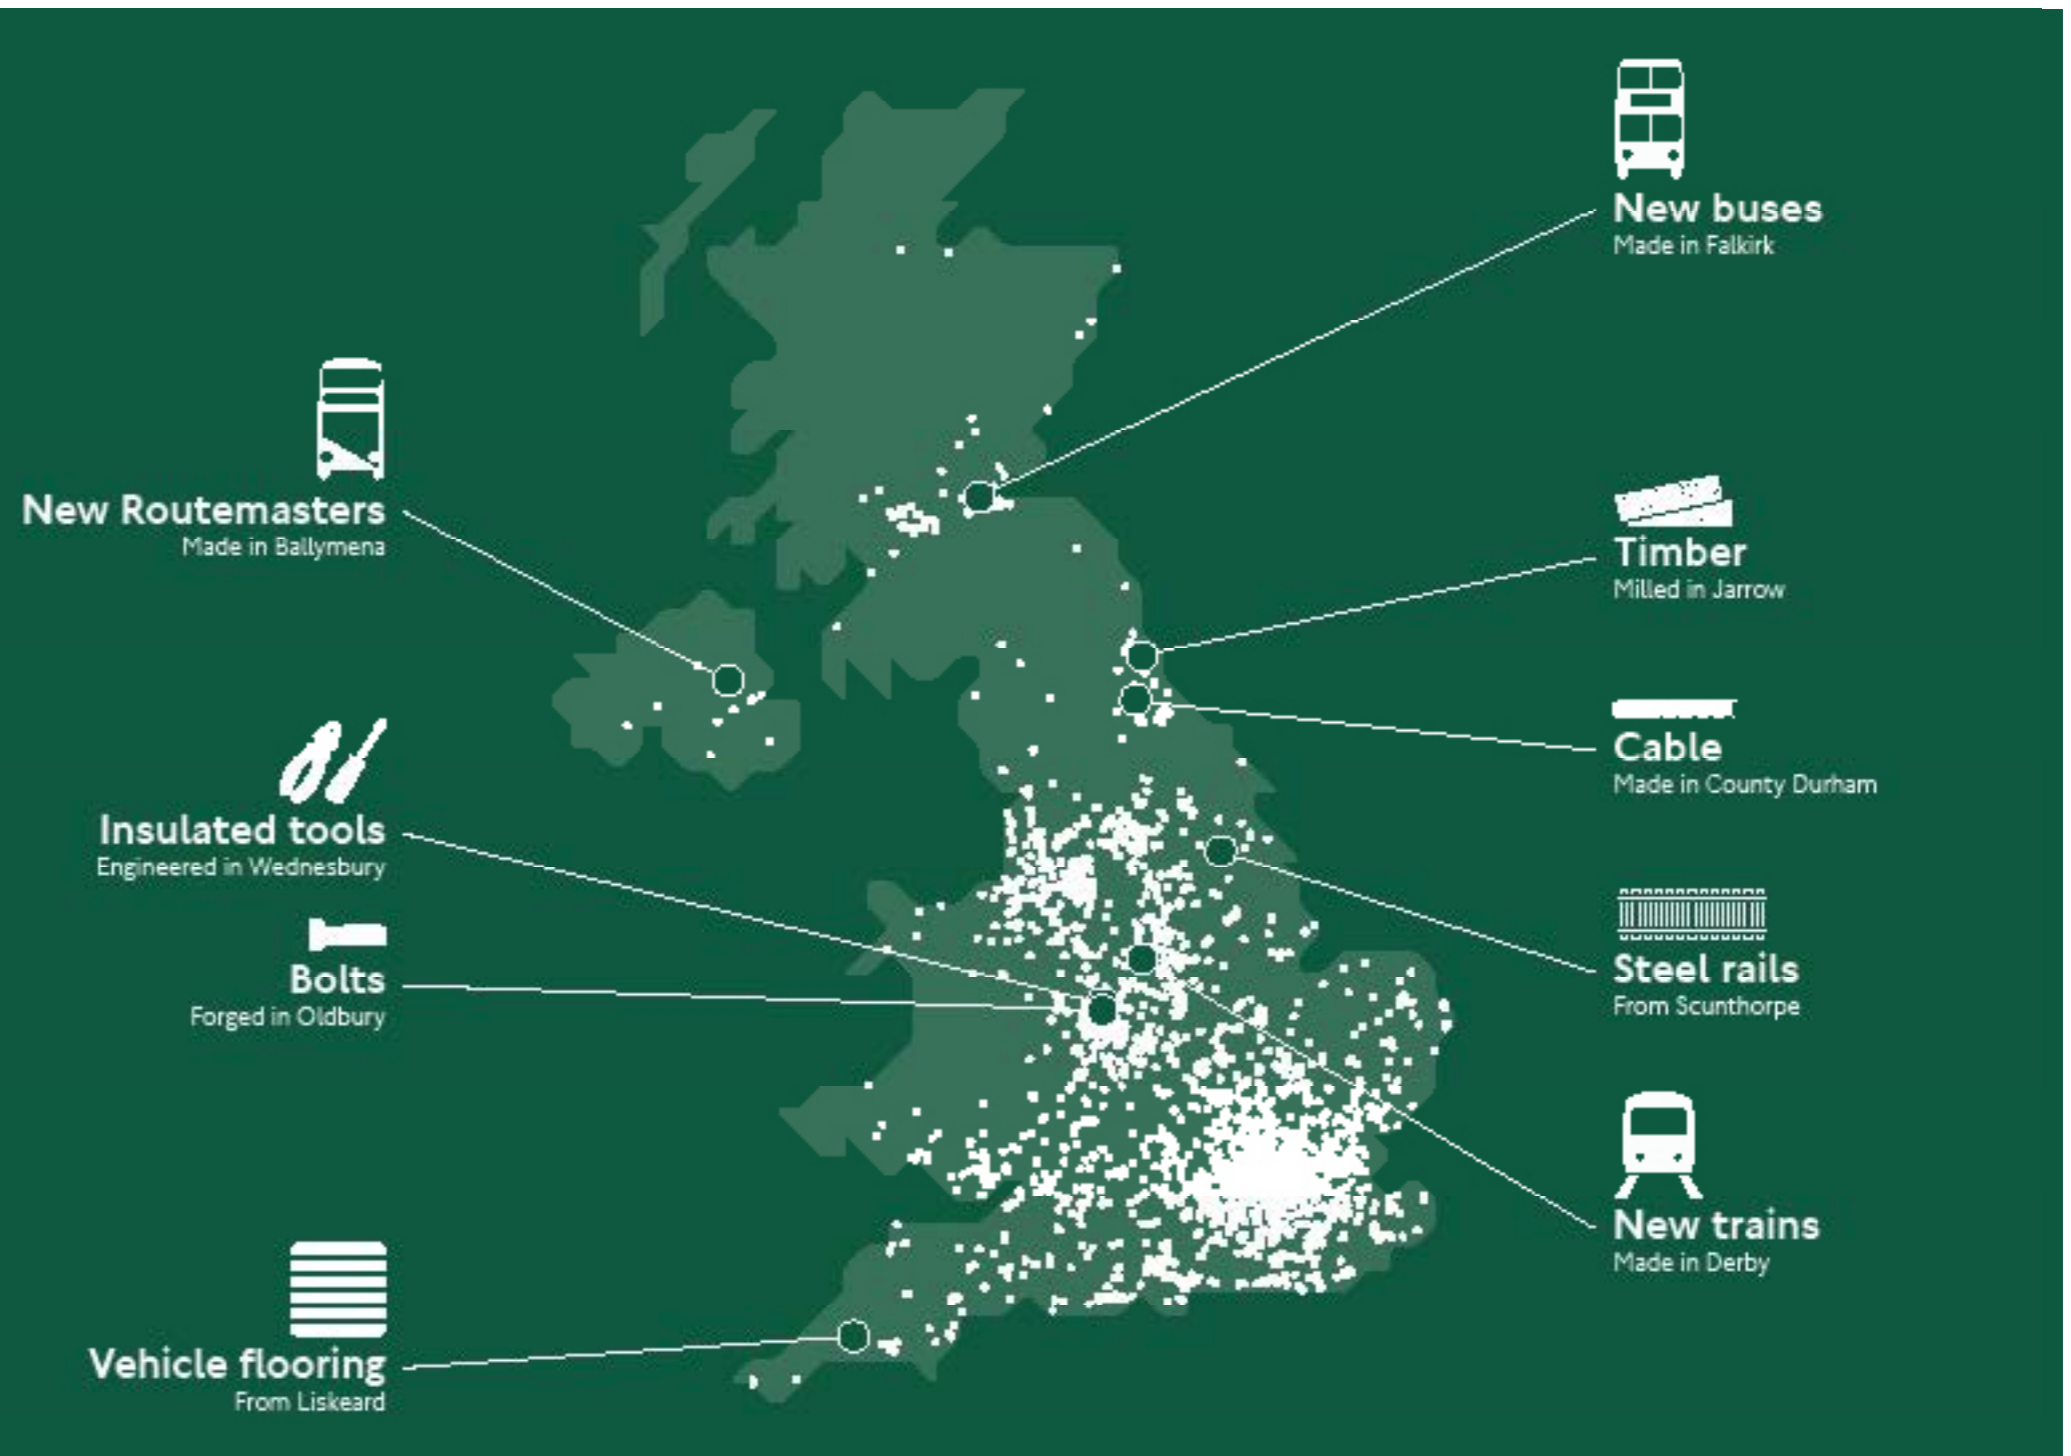 New buses
Made in Falkirk
New Routemasters
Made in Ballymena
Timber
Milled in Jarrow
Cable
Made in County Durham
Insulated tools
Engineered in Wednesbury
Bolts
Forged in Oldbury
Steel rails
From Scunthorpe
New trains
Made in Derby
Vehicle flooring
From Liskeard